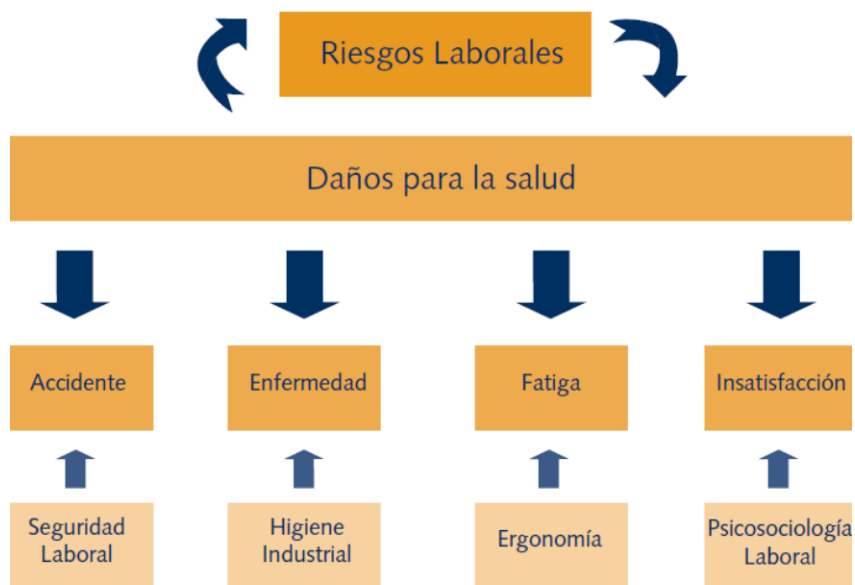 Riesgos Laborales
Daños para la salud
Accidente
Enfermedad
Fatiga
Insatisfacción
Seguridad
Laboral
Higiene
Industrial
Ergonomía
Psicosociología
Laboral